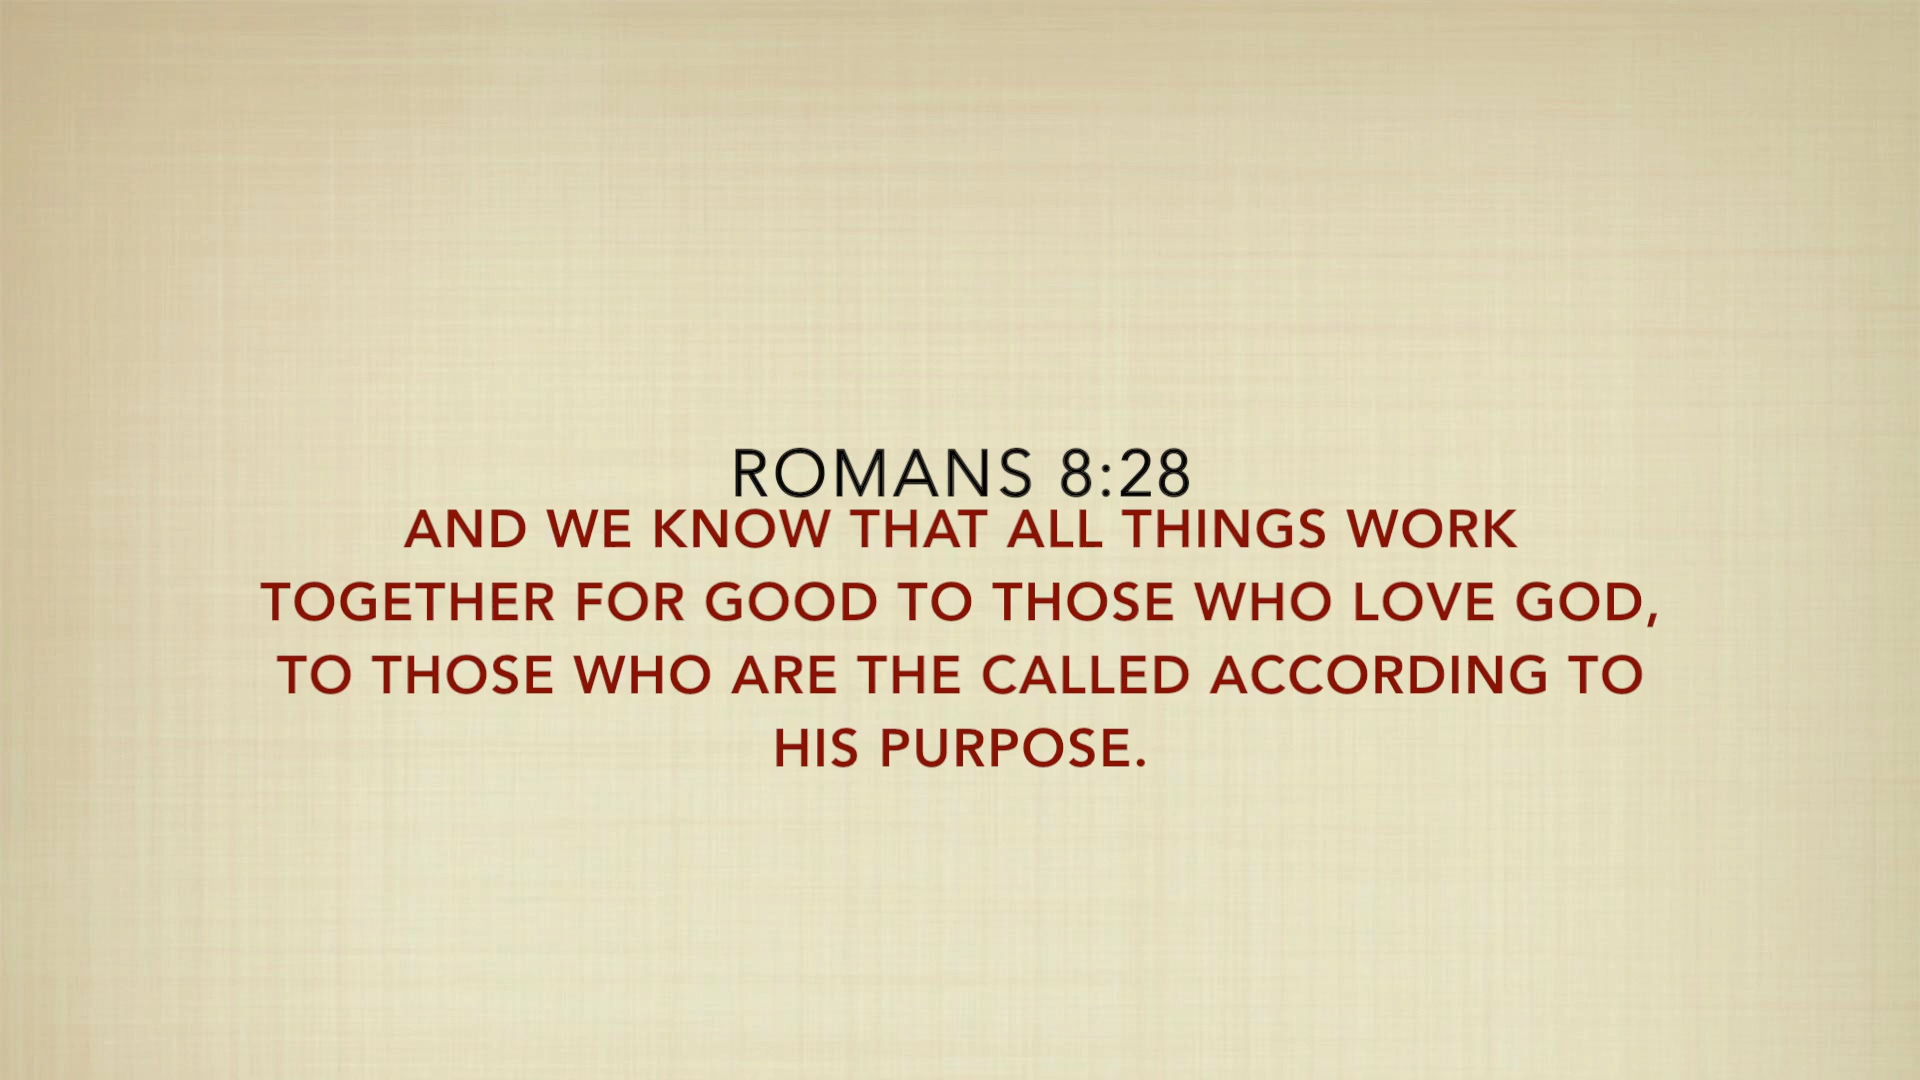 ROMANS 8:28
AND WE KNOW THAT ALL THINGS WORK
TOGETHER FOR GOOD TO THOSE WHO LOVE GOD,
TO THOSE WHO ARE THE CALLED ACCORDING TO
HIS PURPOSE.